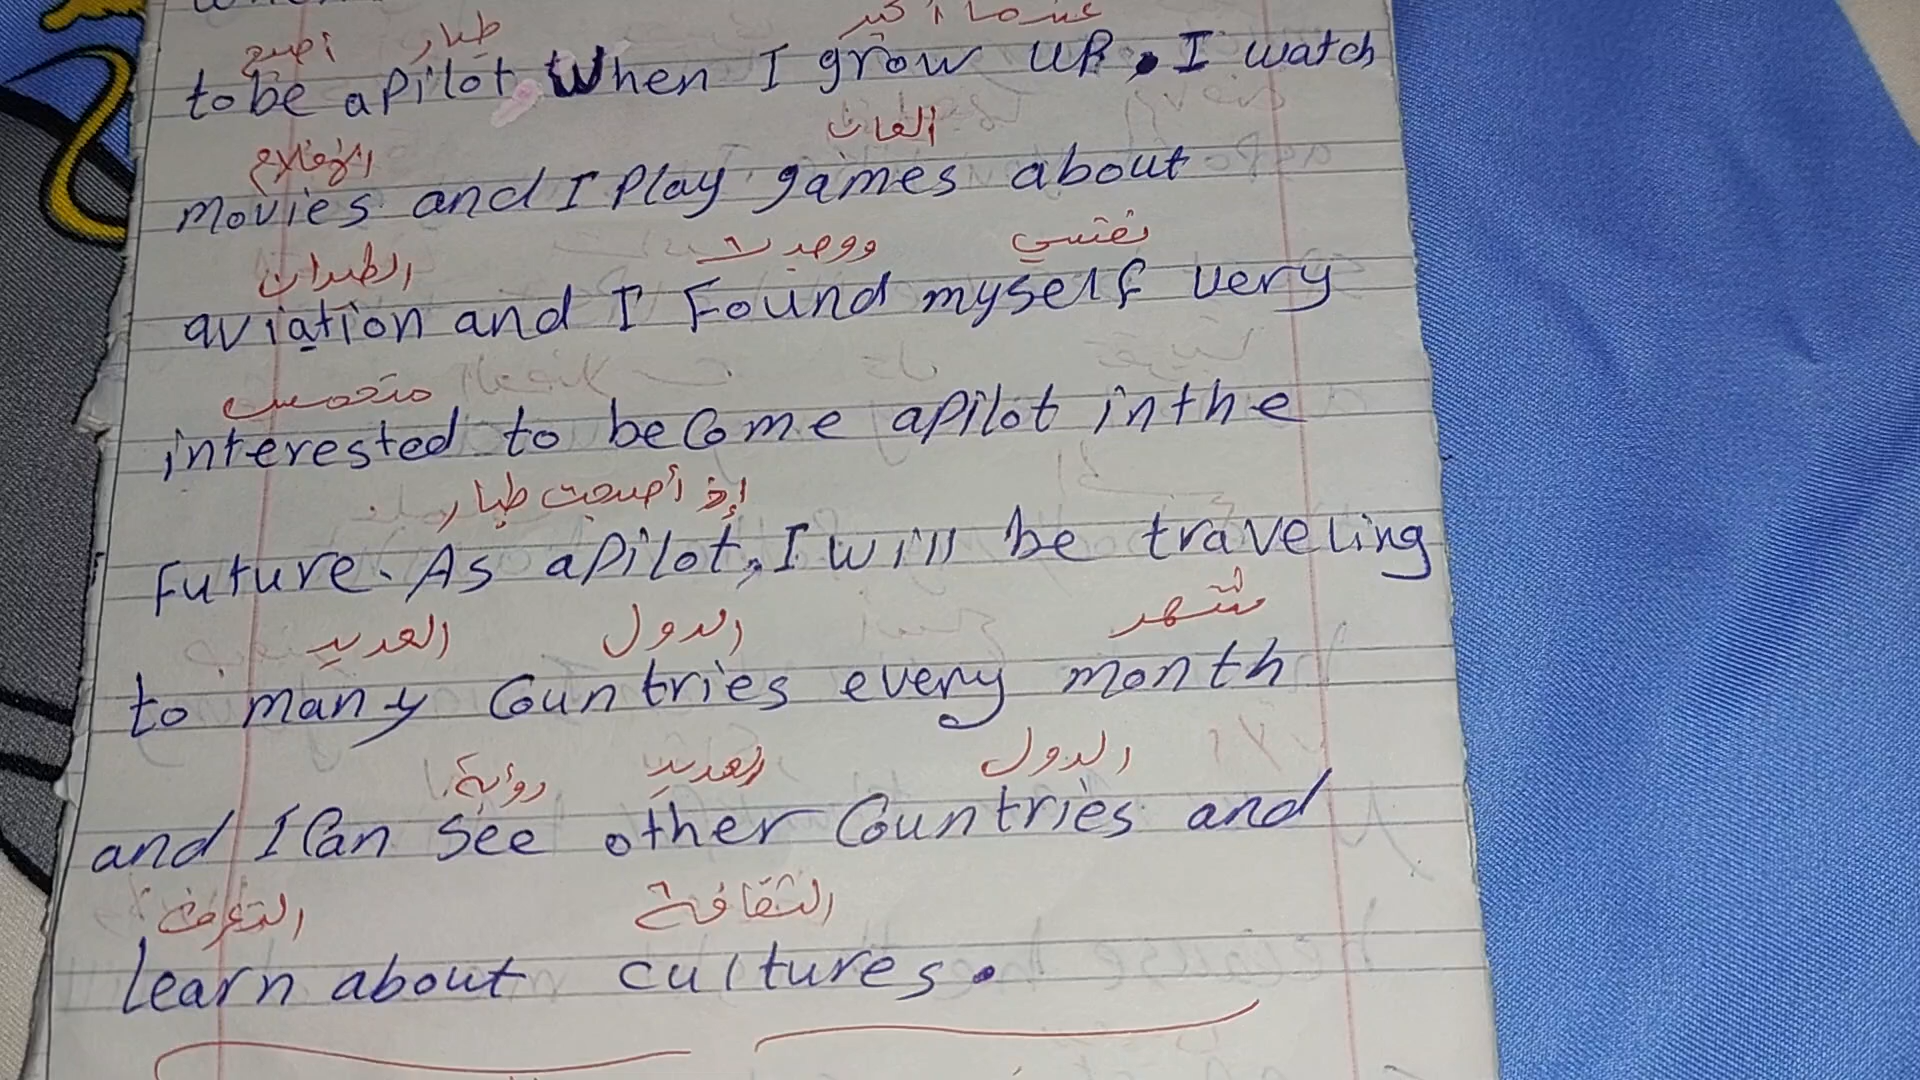 عندما أكبر
طيار أصبح
to be a pilot, When I grow up, I watch
ألعاب
الأفلام
movies and I play games about
نفسي ووجدت
الطيران
aviation and I Found myself very
متحمس
interested to become a pilot in the
إذ أصبحت طيار
Future. As a pilot, I will be traveling
شهر
العديد الدول
to many Countries every month
الدول العديد رؤية
and I Can see other Countries and
الثقافة التعرف
learn about cultures.